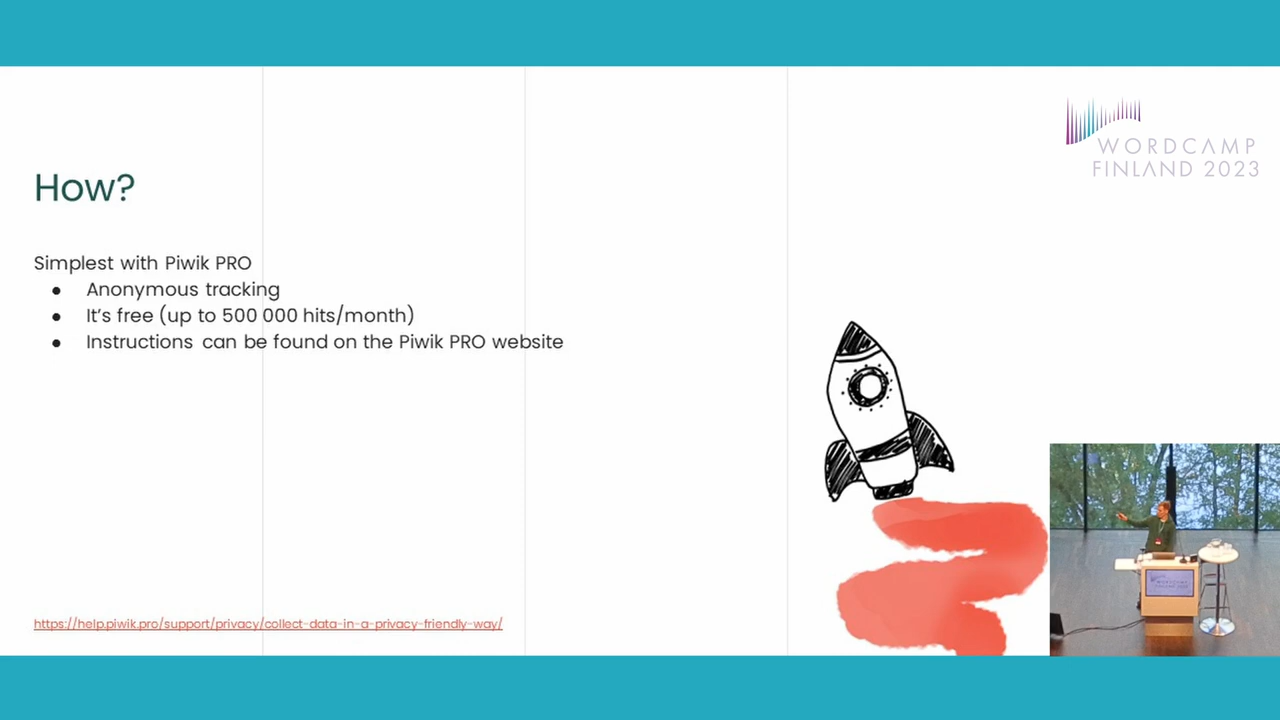 WORDCAMP
FINLAND 2023
How?
Simplest with Piwik PRO
● Anonymous tracking
● It's free (up to 500 000 hits/month)
● Instructions can be found on the Piwik PRO website
https://help.piwik.pro/support/privacy/collect-data-in-a-privacy-friendly-way/